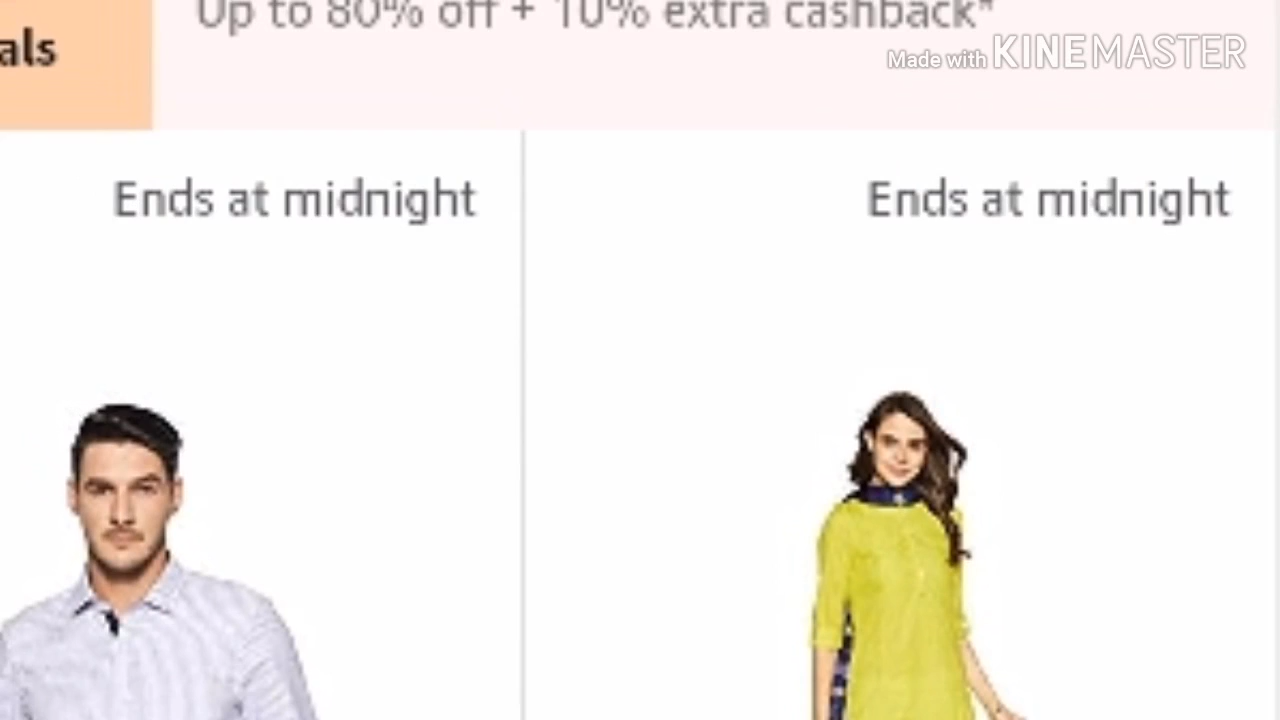 Up to 80% off + 10% extra cashback*
als
Made with KINEMASTER
Ends at midnight
Ends at midnight